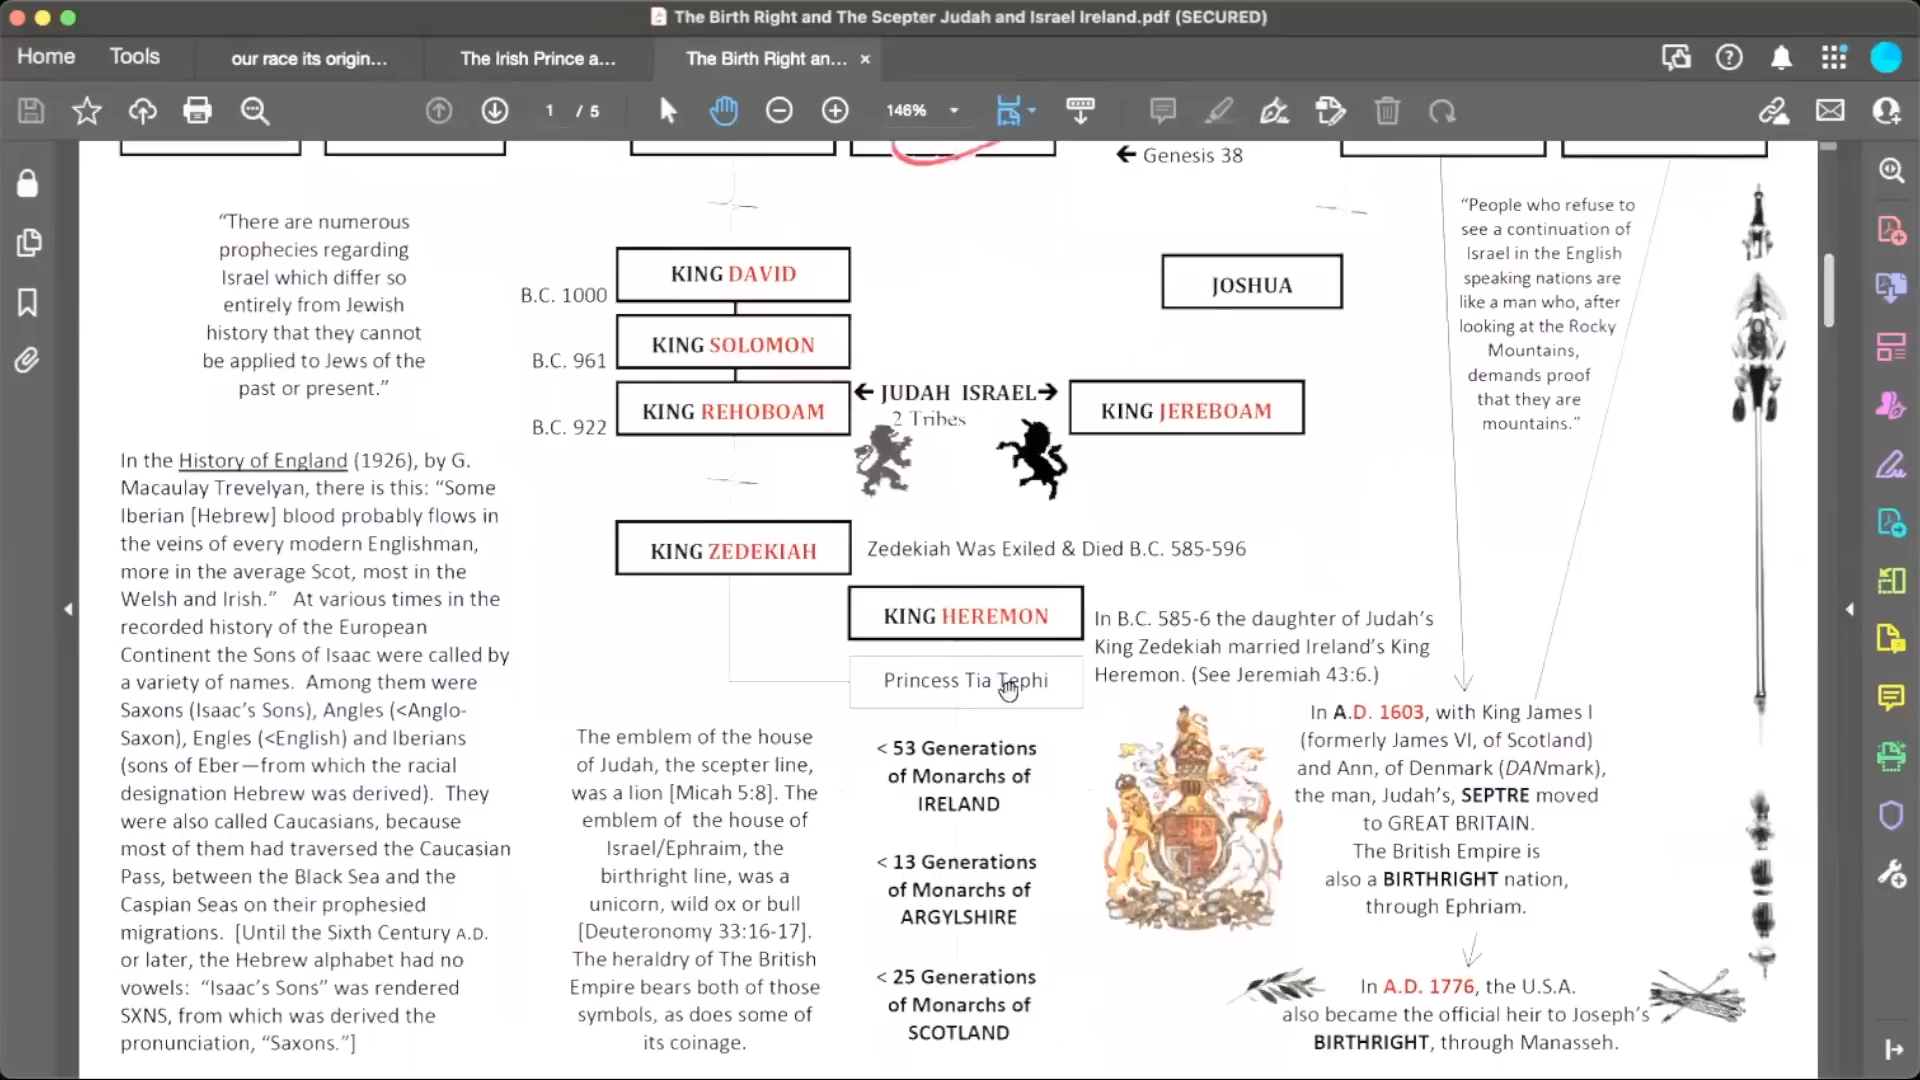 The Birth Right and The Scepter Judah and Israel Ireland.pdf (SECURED)
Home
Tools
our race its origin...
The Irish Prince a...
The Birth Right an...
1
/ 5
146%
← Genesis 38
“There are numerous
prophecies regarding
Israel which differ so
entirely from Jewish
history that they cannot
be applied to Jews of the
past or present.”
In the History of England (1926), by G.
Macaulay Trevelyan, there is this: “Some
Iberian [Hebrew] blood probably flows in
the veins of every modern Englishman,
more in the average Scot, most in the
Welsh and Irish.” At various times in the
recorded history of the European
Continent the Sons of Isaac were called by
a variety of names. Among them were
Saxons (Isaac’s Sons), Angles (<Anglo-
Saxon), Engles (<English) and Iberians
(sons of Eber—from which the racial
designation Hebrew was derived). They
were also called Caucasians, because
most of them had traversed the Caucasian
Pass, between the Black Sea and the
Caspian Seas on their prophesied
migrations. [Until the Sixth Century A.D.
or later, the Hebrew alphabet had no
vowels: “Isaac’s Sons” was rendered
SXNS, from which was derived the
pronunciation, “Saxons.”]
B.C. 1000
KING DAVID
B.C. 961
KING SOLOMON
B.C. 922
KING REHOBOAM
← JUDAH ISRAEL→
2 Tribes
JOSHUA
KING JEREBOAM
KING ZEDEKIAH
Zedekiah Was Exiled & Died B.C. 585-596
KING HEREMON
Princess Tia Tephi
In B.C. 585-6 the daughter of Judah’s
King Zedekiah married Ireland’s King
Heremon. (See Jeremiah 43:6.)
The emblem of the house
of Judah, the scepter line,
was a lion [Micah 5:8]. The
emblem of the house of
Israel/Ephraim, the
birthright line, was a
unicorn, wild ox or bull
[Deuteronomy 33:16-17].
The heraldry of The British
Empire bears both of those
symbols, as does some of
its coinage.
< 53 Generations
of Monarchs of
IRELAND
< 13 Generations
of Monarchs of
ARGYLSHIRE
< 25 Generations
of Monarchs of
SCOTLAND
“People who refuse to
see a continuation of
Israel in the English
speaking nations are
like a man who, after
looking at the Rocky
Mountains,
demands proof
that they are
mountains.”
In A.D. 1603, with King James I
(formerly James VI, of Scotland)
and Ann, of Denmark (DANmark),
the man, Judah’s, SEPTRE moved
to GREAT BRITAIN.
The British Empire is
also a BIRTHRIGHT nation,
through Ephriam.
In A.D. 1776, the U.S.A.
also became the official heir to Joseph’s
BIRTHRIGHT, through Manasseh.